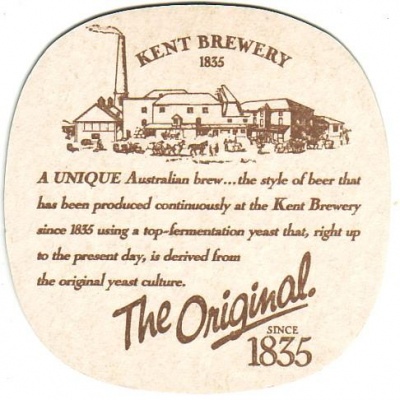 KENT BREWERY
1835
A UNIQUE Australian brew...the style of beer that
has been produced continuously at the Kent Brewery
since 1835 using a top-fermentation yeast that, right up
to the present day, is derived from
the original yeast culture.
The Original.
SINCE
1835